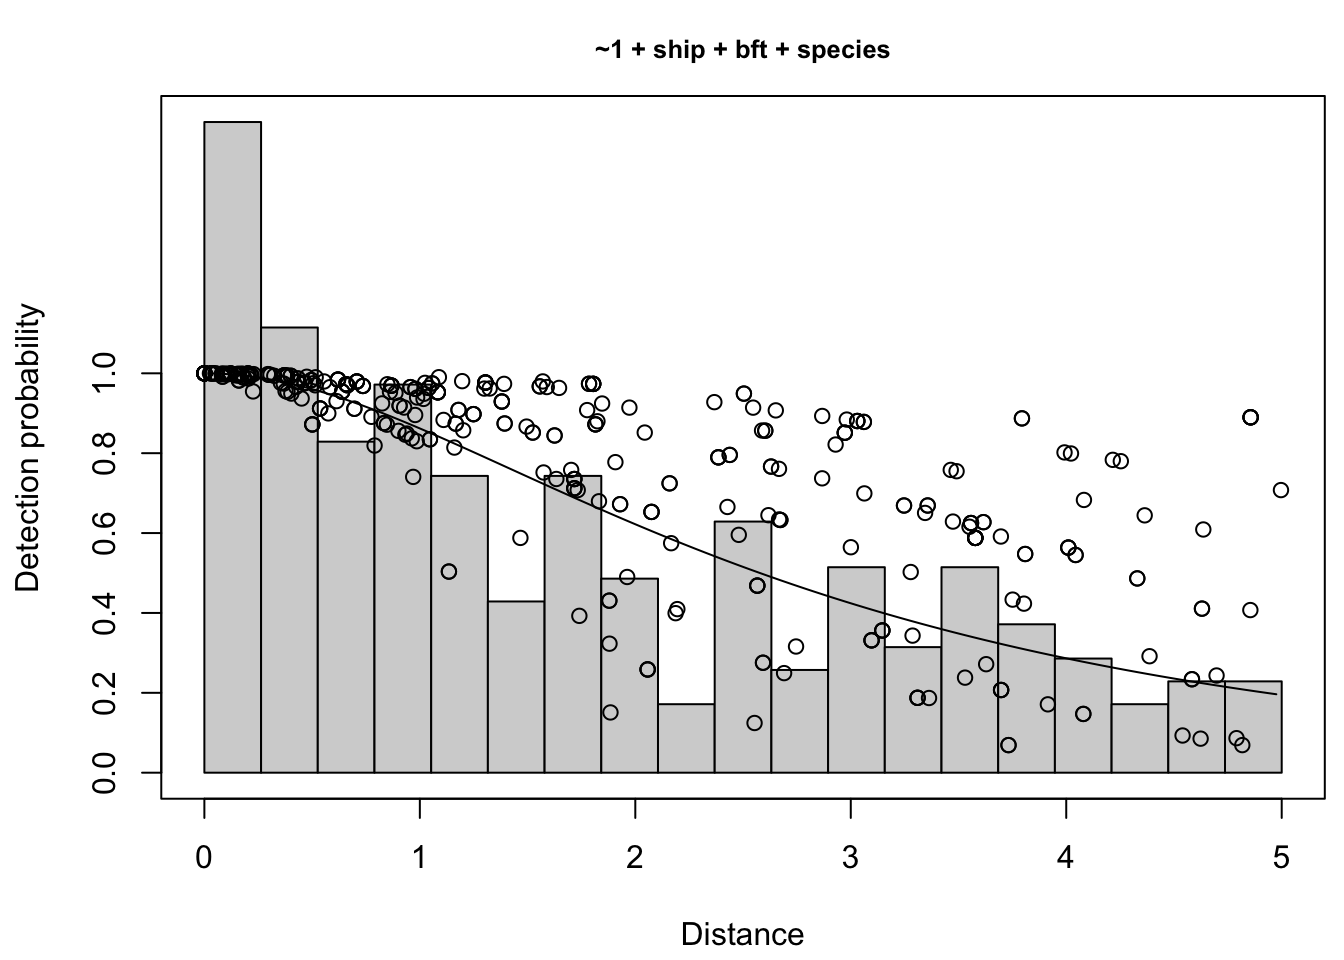 ~1 + ship + bft + species
Detection probability
1.0
0.8
0.6
0.4
0.2
0.0
0 1 2 3 4 5
Distance